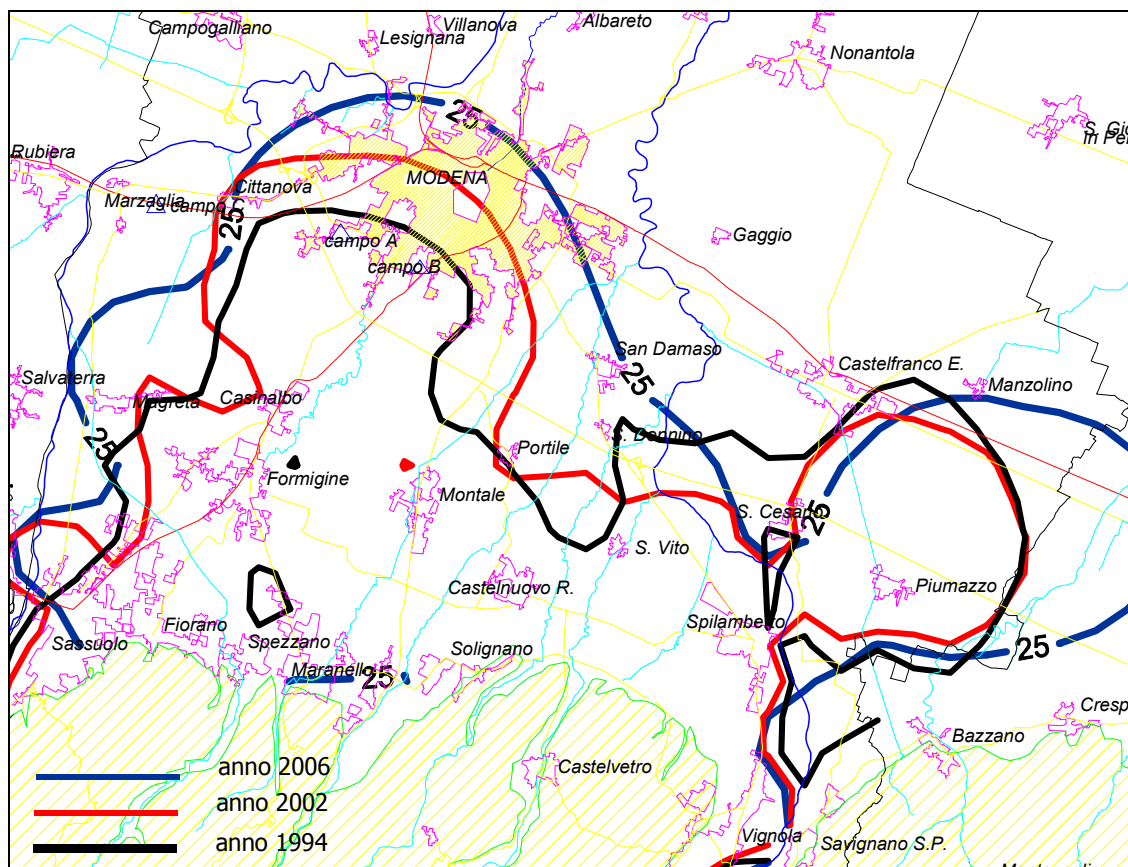 Campogalliano
Villanova
Albareto
Lesignana
Nonantola
25
S. Gio
in Per
Rubiera
MODENA
Cittanova
Marzaglia
campo C
25
campo A
Gaggio
campo B
San Damaso
Castelfranco E.
Salvaterra
25
Manzolino
Magreta
Casinalbo
25
S. Donnino
Portile
Formigine
Montale
S. Cesario
25
S. Vito
Castelnuovo R.
Piumazzo
Spilamberto
Fiorano
Sassuolo
Spezzano
Solignano
25
Maranello
25
Cresp
Bazzano
anno 2006
Castelvetro
anno 2002
anno 1994
Vignola
Savignano S.P.